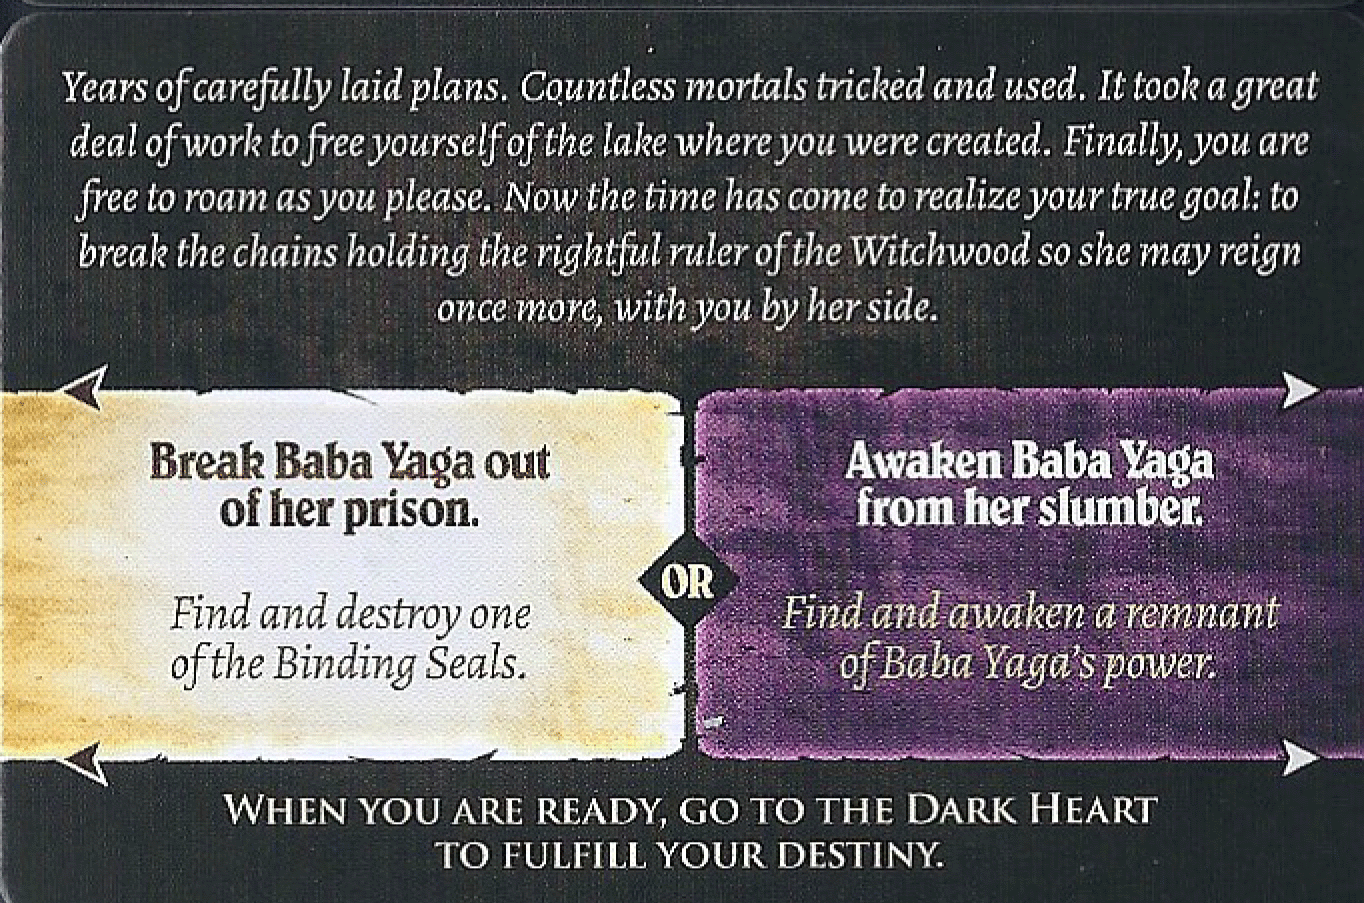 Years of carefully laid plans. Countless mortals tricked and used. It took a great
deal of work to free yourself of the lake where you were created. Finally, you are
free to roam as you please. Now the time has come to realize your true goal: to
break the chains holding the rightful ruler of the Witchwood so she may reign
once more, with you by her side.
Break Baba Yaga out
of her prison.
Find and destroy one
of the Binding Seals.
OR
Awaken Baba Yaga
from her slumber.
Find and awaken a remnant
of Baba Yaga's power.
When you are ready, go to the Dark Heart
to fulfill your destiny.